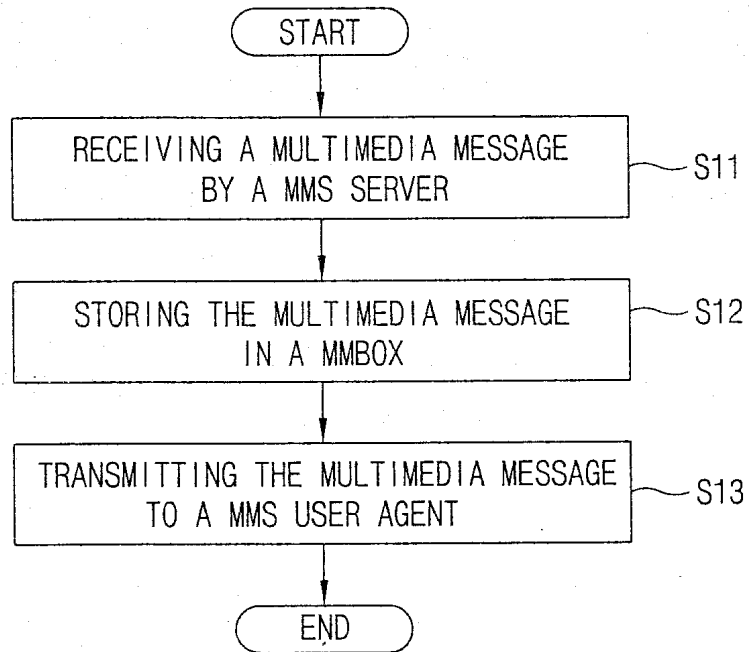 START
RECEIVING A MULTIMEDIA MESSAGE
BY A MMS SERVER
S11
STORING THE MULTIMEDIA MESSAGE
IN A MMBOX
S12
TRANSMITTING THE MULTIMEDIA MESSAGE
TO A MMS USER AGENT
S13
END